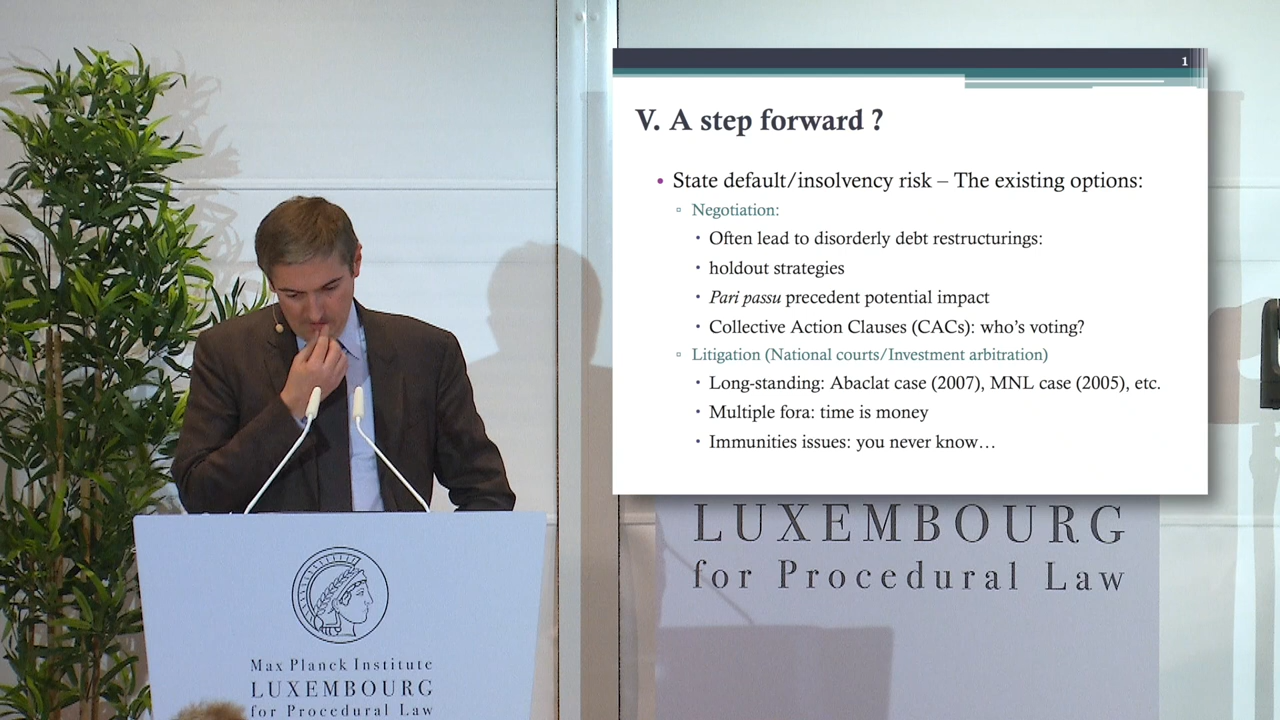 1
V. A step forward ?
• State default/insolvency risk – The existing options:
▫ Negotiation:
• Often lead to disorderly debt restructurings:
• holdout strategies
• Pari passu precedent potential impact
• Collective Action Clauses (CACs): who's voting?
▫ Litigation (National courts/Investment arbitration)
• Long-standing: Abaclat case (2007), MNL case (2005), etc.
• Multiple fora: time is money
• Immunities issues: you never know…
LUXEMBOURG
for Procedural Law
Max Planck Institute
LUXEMBOURG
for Procedural Law